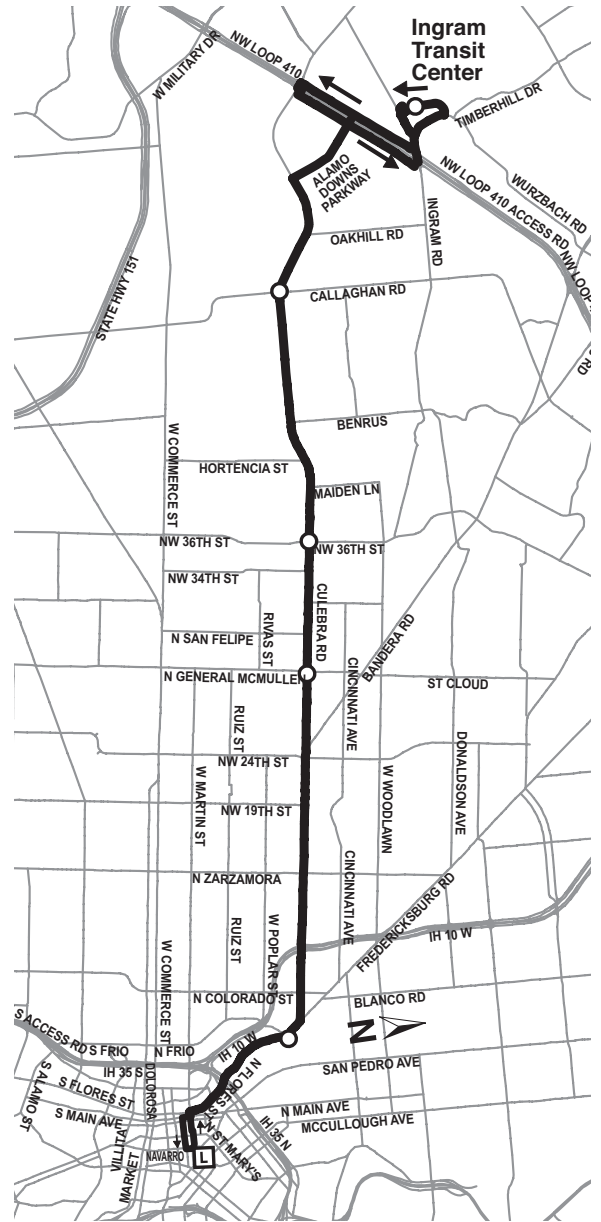 Ingram
Transit
Center
NW LOOP 410
W MILITARY DR
TIMBERHILL DR
ALAMO
DOWNS
PARKWAY
NW LOOP 410 ACCESS RD
WURZBACH RD
NW LOOP
RD
INGRAM RD
OAKHILL RD
STATE HWY 151
CALLAGHAN RD
BENRUS
W COMMERCE ST
HORTENCIA ST
MAIDEN LN
NW 36TH ST
NW 36TH ST
NW 34TH ST
CULEBRA RD
RIVAS ST
N SAN FELIPE
BANDERA RD
CINCINNATI AVE
N GENERAL MCMULLEN
ST CLOUD
RUIZ ST
NW 24TH ST
W MARTIN ST
W WOODLAWN
DONALDSON AVE
NW 19TH ST
N ZARZAMORA
CINCINNATI AVE
FREDERICKSBURG RD
RUIZ ST
W POPLAR ST
IH 10 W
W COMMERCE ST
N COLORADO ST
BLANCO RD
N
S ACCESS RD
S FRIO
N FRIO
IH 10 W
IH 35 S
SAN PEDRO AVE
S ALAMO ST
S FLORES ST
DOLOROSA
N FLORES ST
S MAIN AVE
N MAIN AVE
MCCULLOUGH AVE
IH 35 N
VILLITA
MARKET
NAVARRO
N ST MARY'S
L